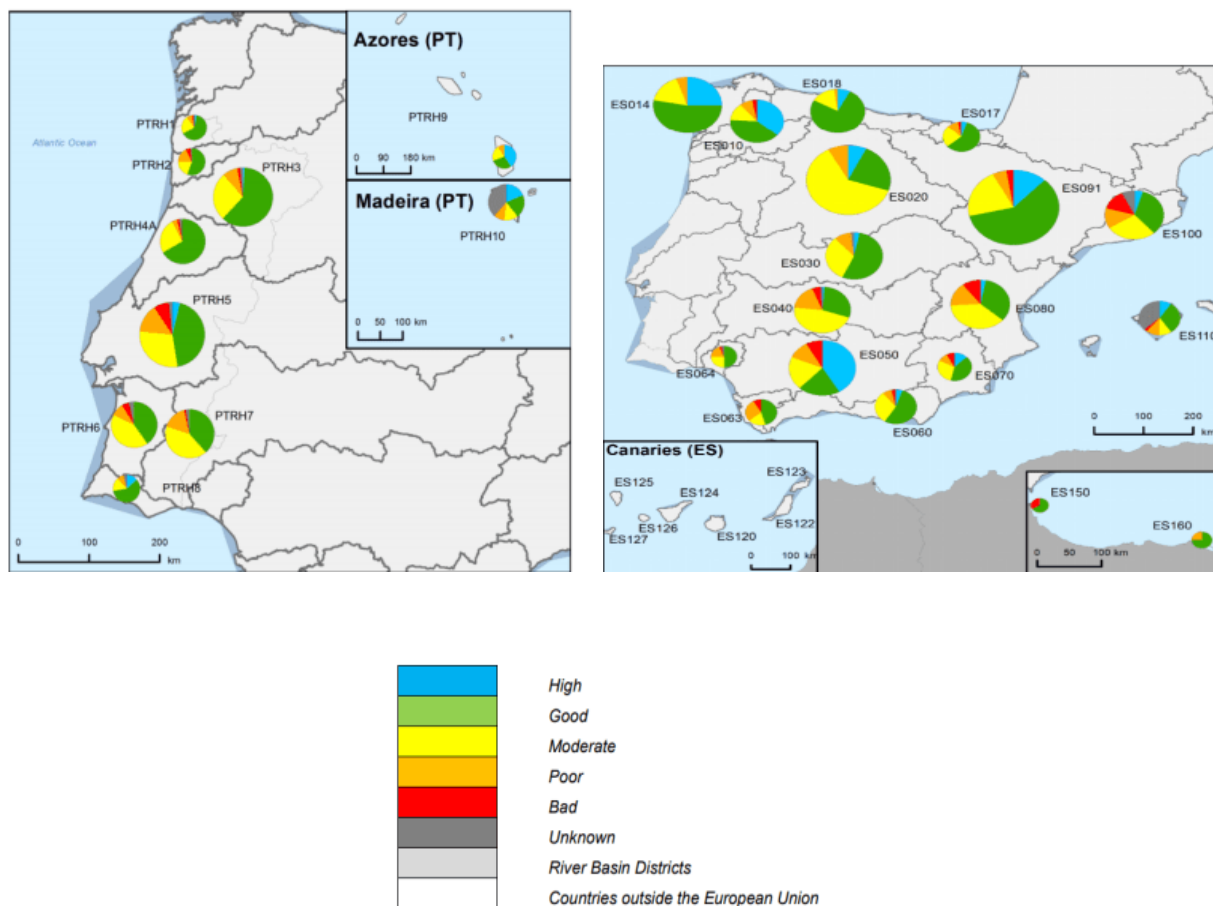 Azores (PT)
Atlantic Ocean
PTRH9
PTRH1
PTRH2
PTRH3
PTRH4A
PTRH5
PTRH6
PTRH7
PTRH8
0 90 180 km
Madeira (PT)
PTRH10
0 50 100 km
0 100 200
km
ES014
ES018
ES017
ES010
ES020
ES091
ES100
ES030
ES040
ES080
ES110
ES050
ES064
ES070
ES063
ES060
0 100 200
km
Canaries (ES)
ES123
ES125
ES124
ES126
ES122
ES127
ES120
0 100 km
ES150
ES160
0 50 100 km
High
Good
Moderate
Poor
Bad
Unknown
River Basin Districts
Countries outside the European Union